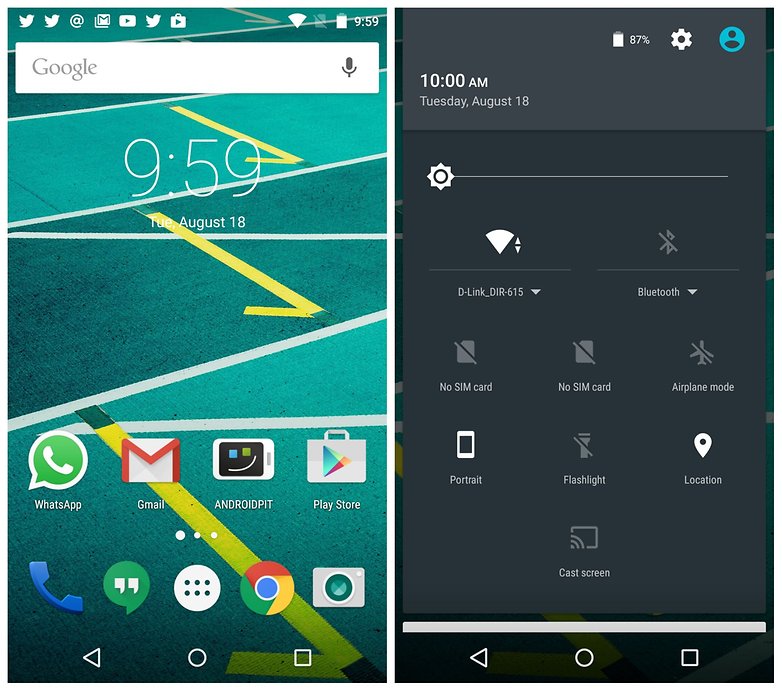 9:59
Google
9:59
Tue, August 18
WhatsApp
Gmail
ANDROIDPIT
Play Store
87%
10:00 AM
Tuesday, August 18
D-Link_DIR-615
Bluetooth
No SIM card
No SIM card
Airplane mode
Portrait
Flashlight
Location
Cast screen